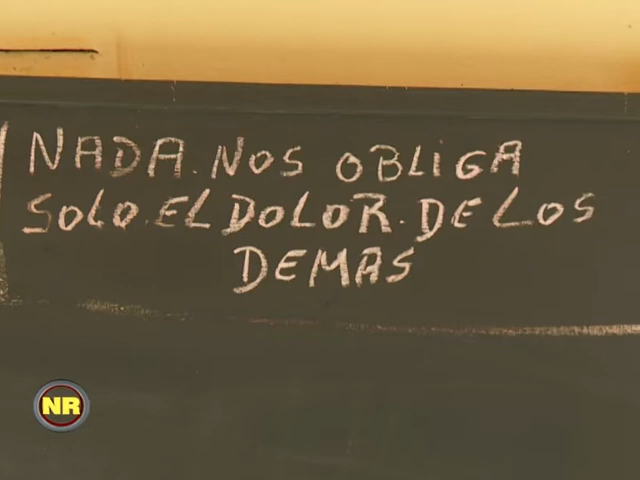 NADA. NOS OBLiGA
SOLO. EL DOLOR. DE LOS
DEMAS
NR